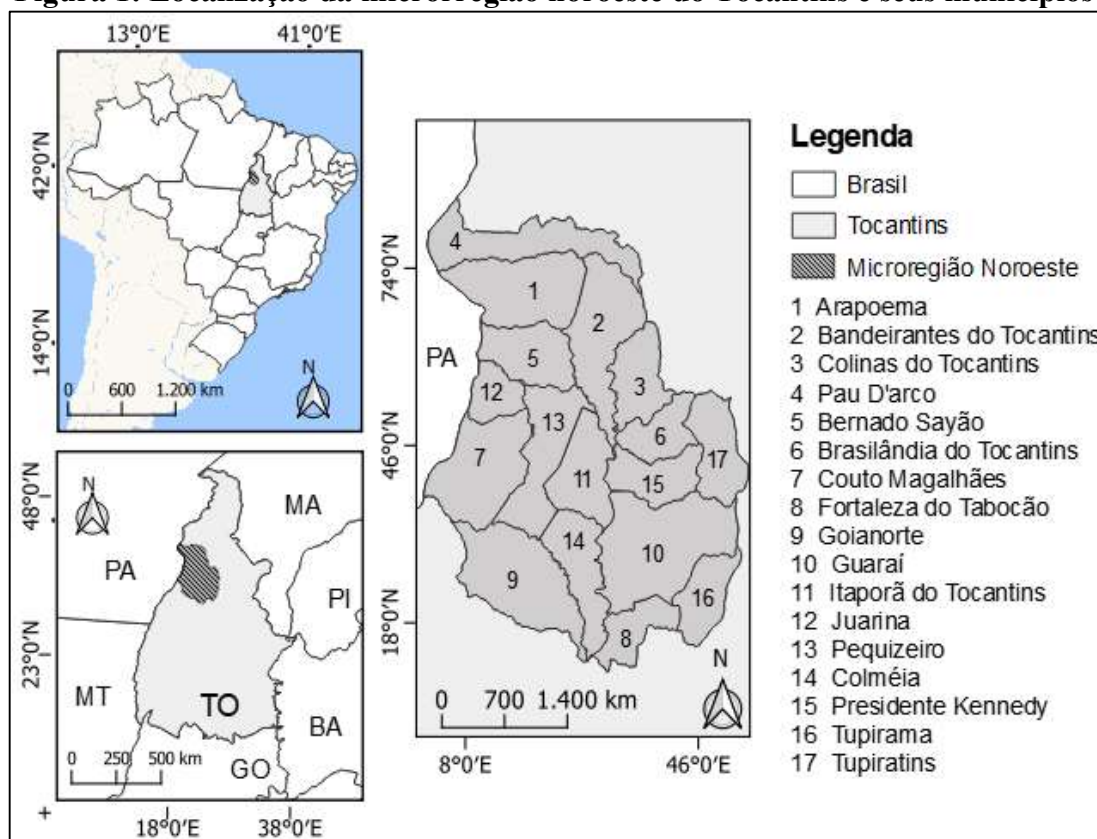 Figura 1. Localização da microrregião noroeste do Tocantins e seus municípios
13°0'E 41°0'E
42°0'N
14°0'N
0 600 1.200 km
N
48°0'N
23°0'N
N
MA
PA
PI
MT
TO
BA
GO
0 250 500 km
18°0'E 38°0'E
74°0'N
46°0'N
18°0'N
PA
4
1
2
5
3
12
13
6
17
7
11
15
14
10
9
16
8
N
0 700 1.400 km
8°0'E 46°0'E
Legenda
Brasil
Tocantins
Microregião Noroeste
1 Arapoema
2 Bandeirantes do Tocantins
3 Colinas do Tocantins
4 Pau D'arco
5 Bernado Sayão
6 Brasilândia do Tocantins
7 Couto Magalhães
8 Fortaleza do Tabocão
9 Goianorte
10 Guaraí
11 Itaporã do Tocantins
12 Juarina
13 Pequizeiro
14 Colméia
15 Presidente Kennedy
16 Tupirama
17 Tupiratins